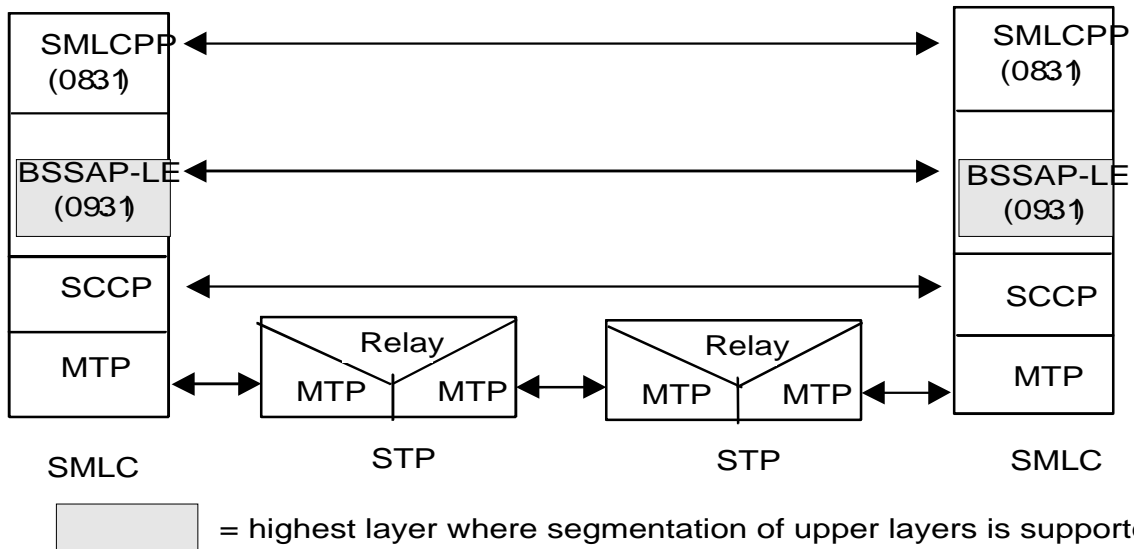 SMLCPP
(0831)
SMLCPP
(0831)
BSSAP-LE
(0931)
BSSAP-LE
(0931)
SCCP
SCCP
MTP
Relay
MTP
MTP
Relay
MTP
MTP
MTP
SMLC
STP
STP
SMLC
= highest layer where segmentation of upper layers is supporte